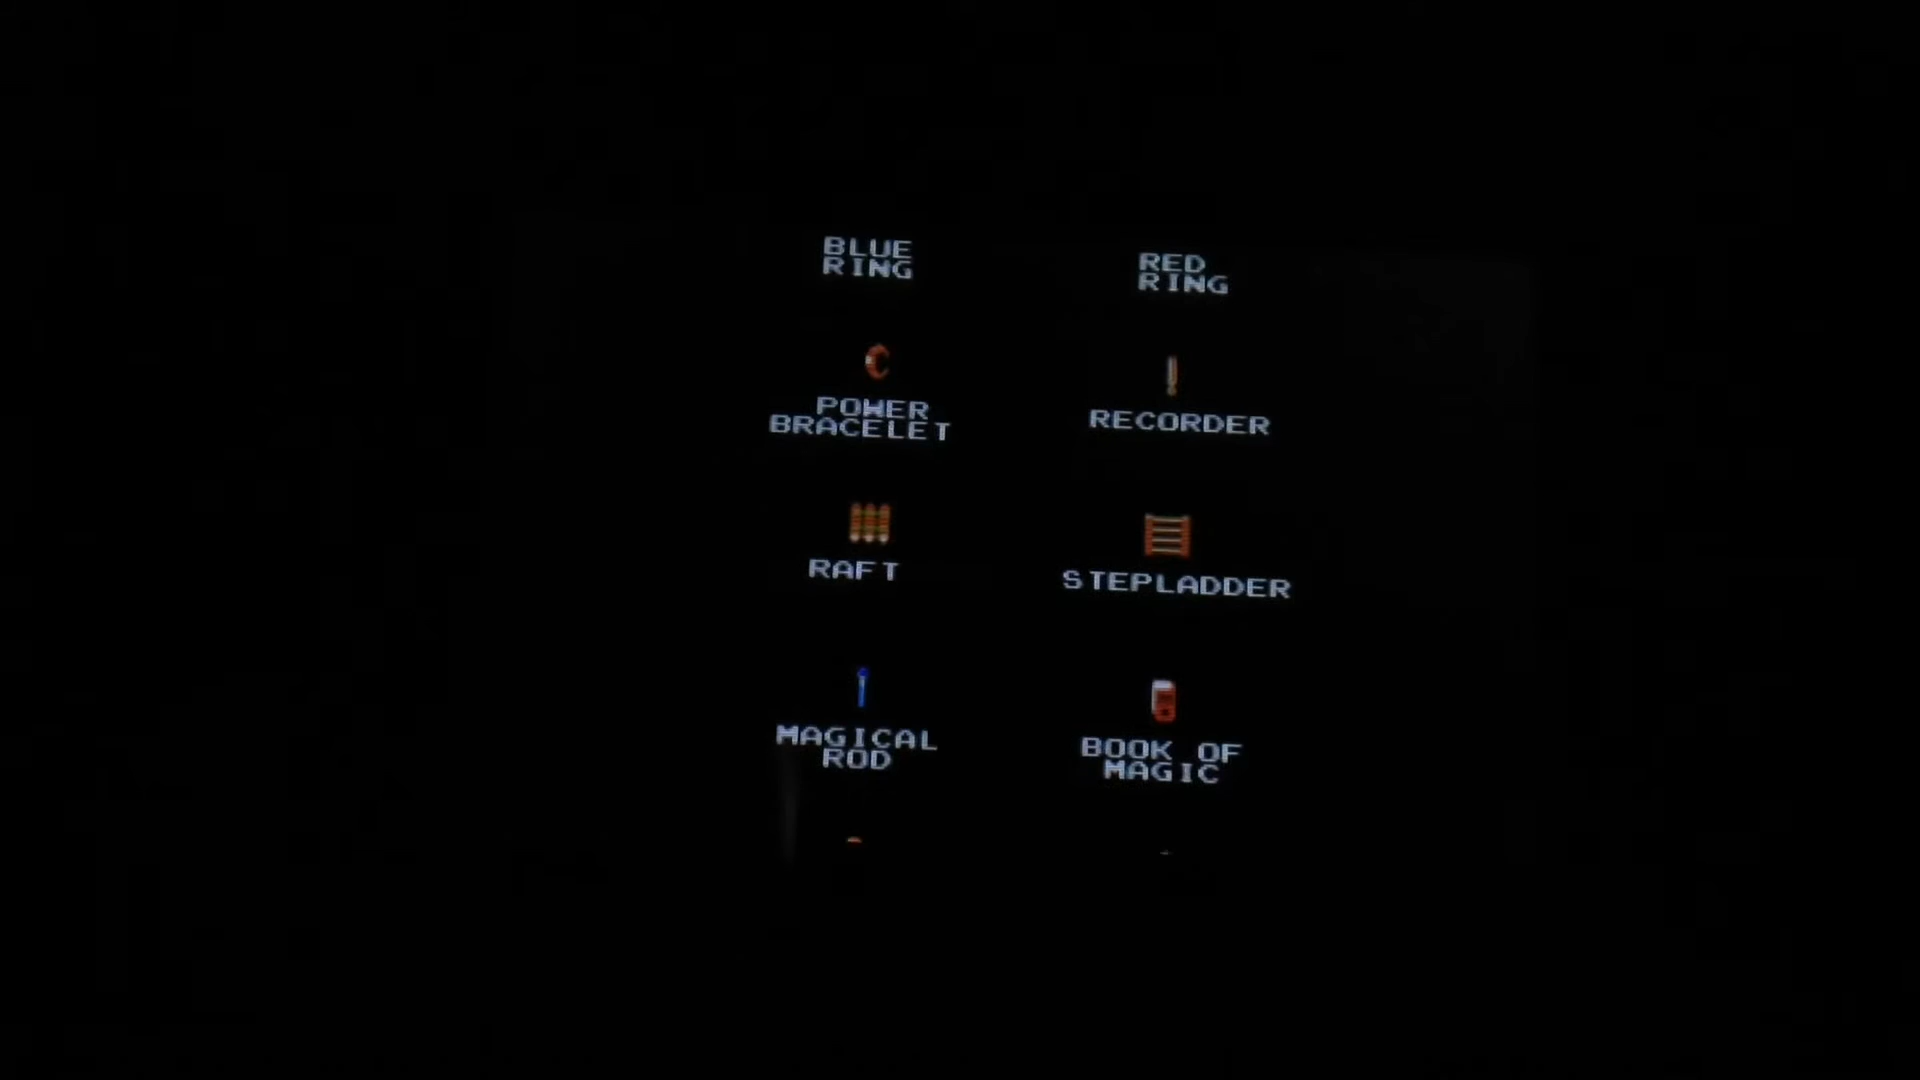 BLUE
RING
RED
RING
POWER
BRACELET
RECORDER
RAFT
STEPLADDER
MAGICAL
ROD
BOOK OF
MAGIC